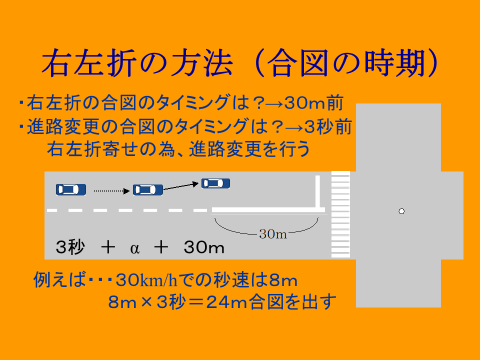 右左折の方法（合図の時期）
・右左折の合図のタイミングは？→３０ｍ前
・進路変更の合図のタイミングは？→３秒前
右左折寄せの為、進路変更を行う
30ｍ
３秒　＋　α　＋　３０ｍ
例えば・・・３０km/hでの秒速は８ｍ
８ｍ×３秒＝２４ｍ合図を出す